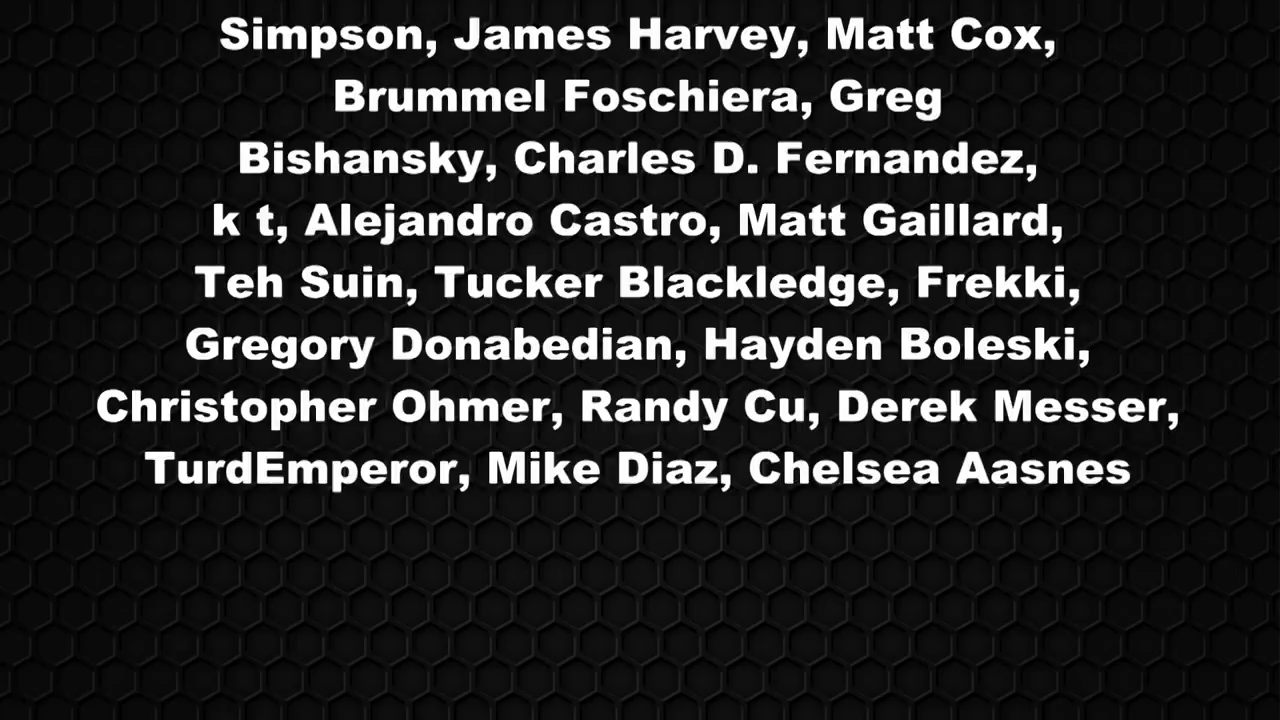 Simpson, James Harvey, Matt Cox,
Brummel Foschiera, Greg
Bishansky, Charles D. Fernandez,
k t, Alejandro Castro, Matt Gaillard,
Teh Suin, Tucker Blackledge, Frekki,
Gregory Donabedian, Hayden Boleski,
Christopher Ohmer, Randy Cu, Derek Messer,
TurdEmperor, Mike Diaz, Chelsea Aasnes